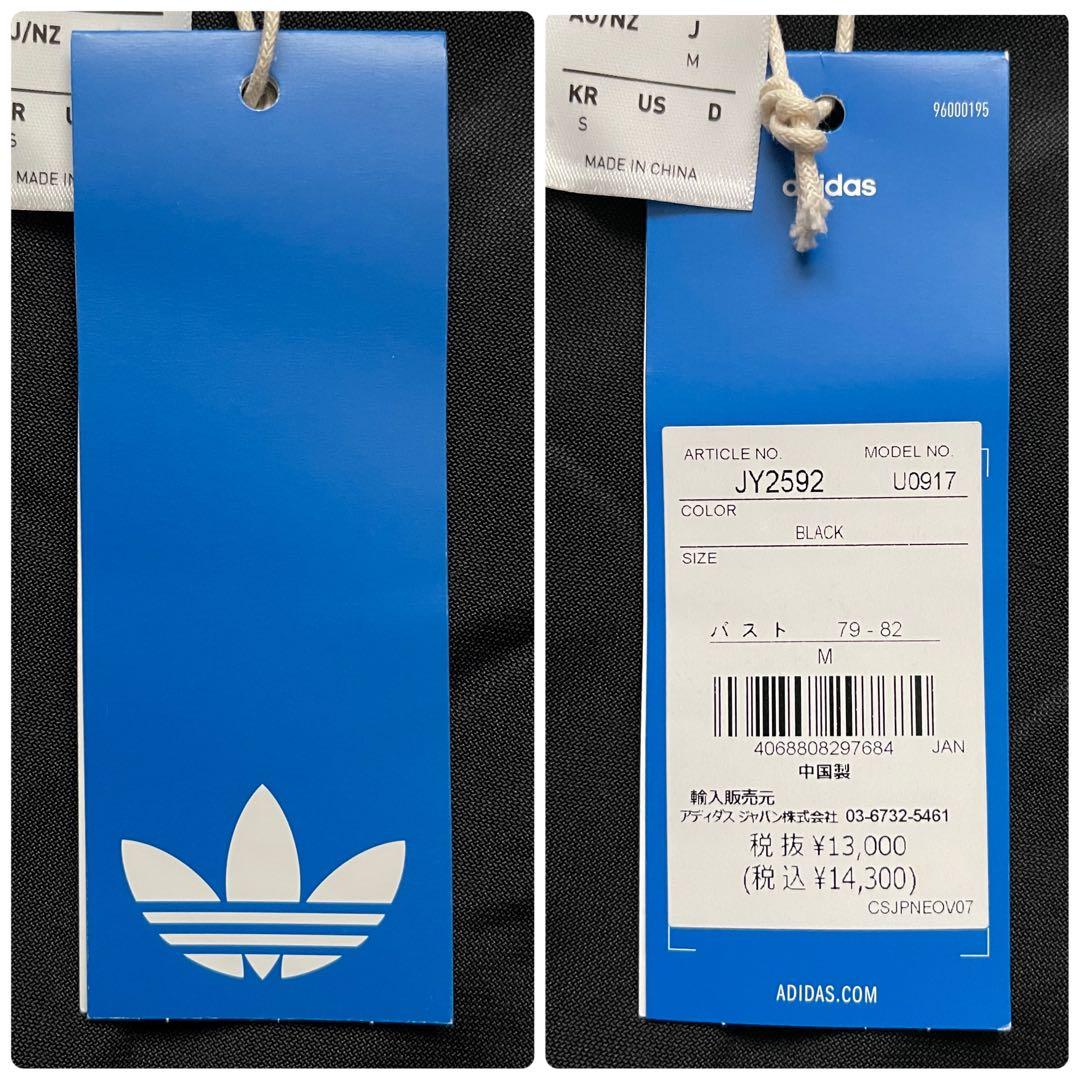 J/NZ
R
S
MADE IN
AU/NZ J
M
KR US D
S
MADE IN CHINA
96000195
adidas
ARTICLE NO. MODEL NO.
JY2592 U0917
COLOR
BLACK
SIZE
バスト 79 - 82
M
4068808297684 JAN
中国製
輸入販売元
アディダス ジャパン株式会社 03-6732-5461
税抜 ¥13,000
(税込 ¥14,300)
CSJPNEOV07
ADIDAS.COM